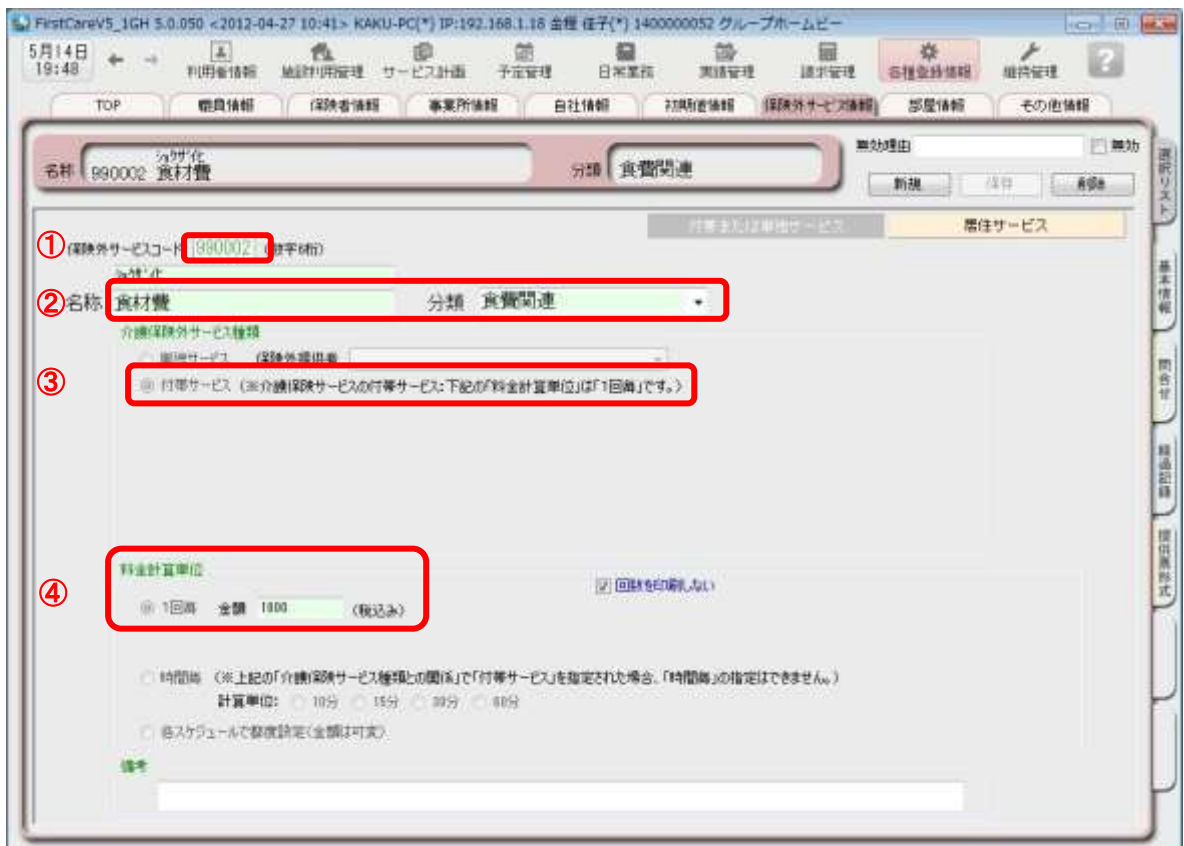 FirstCareV5_1GH 5.0.050 <2012-04-27 10:41> KAKU-PC(*) IP:192.168.1.18 金種 佳子(*) 1400000052 グループホームビー
5月14日
19:48
利用者情報 施設利用管理 サービス計画 予定管理 日常業務 実績管理 請求管理 各種登録情報 維持管理
TOP 職員情報 保険者情報 事業所情報 自社情報 初期値情報 保険外サービス情報 部屋情報 その他情報
無効理由 無効
ショクザイヒ
名称 990002 食材費 分類 食費関連
新規 保存 削除
付帯または単独サービス 居住サービス
① 保険外サービスコード 990002 (数字6桁)
ショクザイヒ
② 名称 食材費 分類 食費関連
介護保険外サービス種類
単独サービス 保険外提供者
③ 付帯サービス (※介護保険サービスの付帯サービス:下記の「料金計算単位」は「1回毎」です。)
料金計算単位
回数を印刷しない
④ 1回毎 金額 1000 (税込み)
時間毎 (※上記の「介護保険サービス種類との関係」で「付帯サービス」を指定された場合、「時間毎」の指定はできません。)
計算単位: 10分 15分 30分 60分
各スケジュールで都度設定(金額は可変)
備考
選択リスト
基本情報
問合せ
経過記録
提供票形式